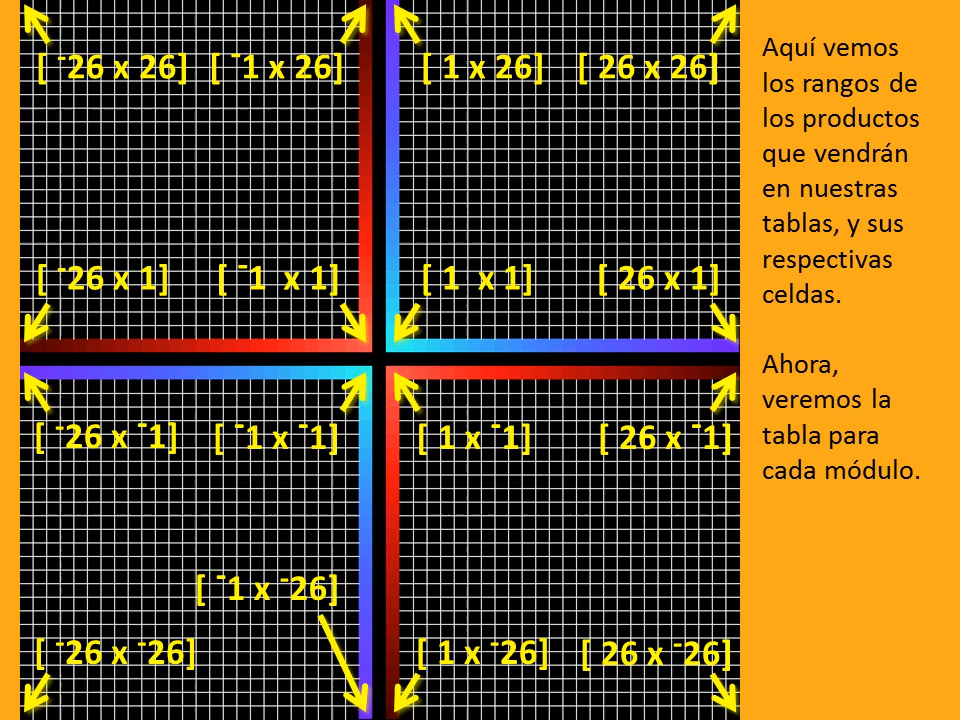 [ ⁻26 x 26] [ ⁻1 x 26] [ 1 x 26] [ 26 x 26]
[ ⁻26 x 1] [ ⁻1 x 1] [ 1 x 1] [ 26 x 1]
[ ⁻26 x ⁻1] [ ⁻1 x ⁻1] [ 1 x ⁻1] [ 26 x ⁻1]
[ ⁻1 x ⁻26]
[ ⁻26 x ⁻26] [ 1 x ⁻26] [ 26 x ⁻26]
Aquí vemos
los rangos de
los productos
que vendrán
en nuestras
tablas, y sus
respectivas
celdas.
Ahora,
veremos la
tabla para
cada módulo.